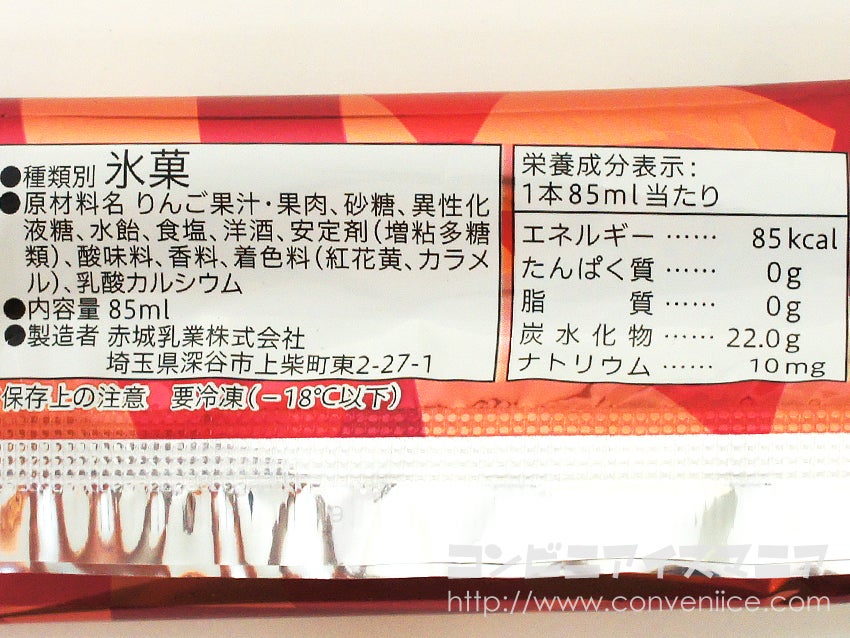 ●種類別 氷菓
●原材料名 りんご果汁・果肉、砂糖、異性化
液糖、水飴、食塩、洋酒、安定剤(増粘多糖
類)、酸味料、香料、着色料(紅花黄、カラメ
ル)、乳酸カルシウム
●内容量 85ml
●製造者 赤城乳業株式会社
埼玉県深谷市上柴町東2-27-1
保存上の注意 要冷凍(-18℃以下)
栄養成分表示:
1本85ml当たり
エネルギー…… 85kcal
たんぱく質…… 0g
脂質…… 0g
炭水化物…… 22.0g
ナトリウム…… 10mg
コンビニアイスマニア
http://www.conveniice.com